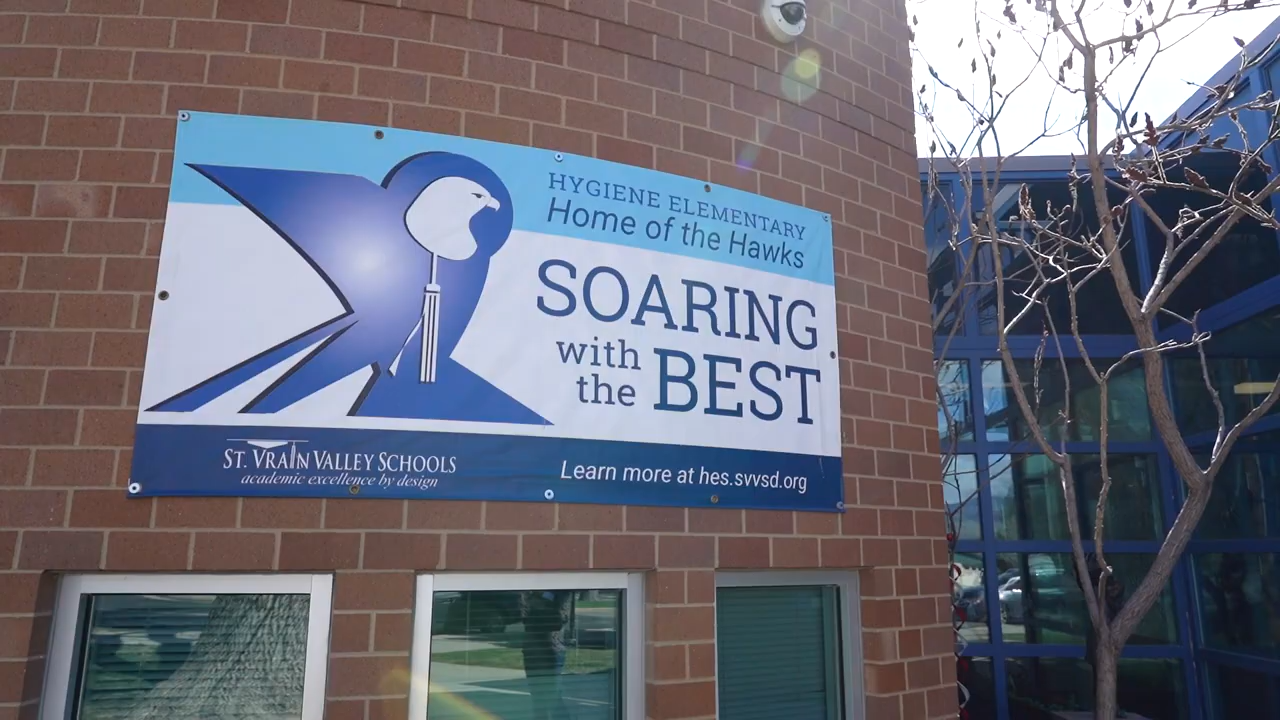 HYGIENE ELEMENTARY
Home of the Hawks
SOARING
with the BEST
ST. VRAIN VALLEY SCHOOLS
academic excellence by design
Learn more at hes.svvsd.org